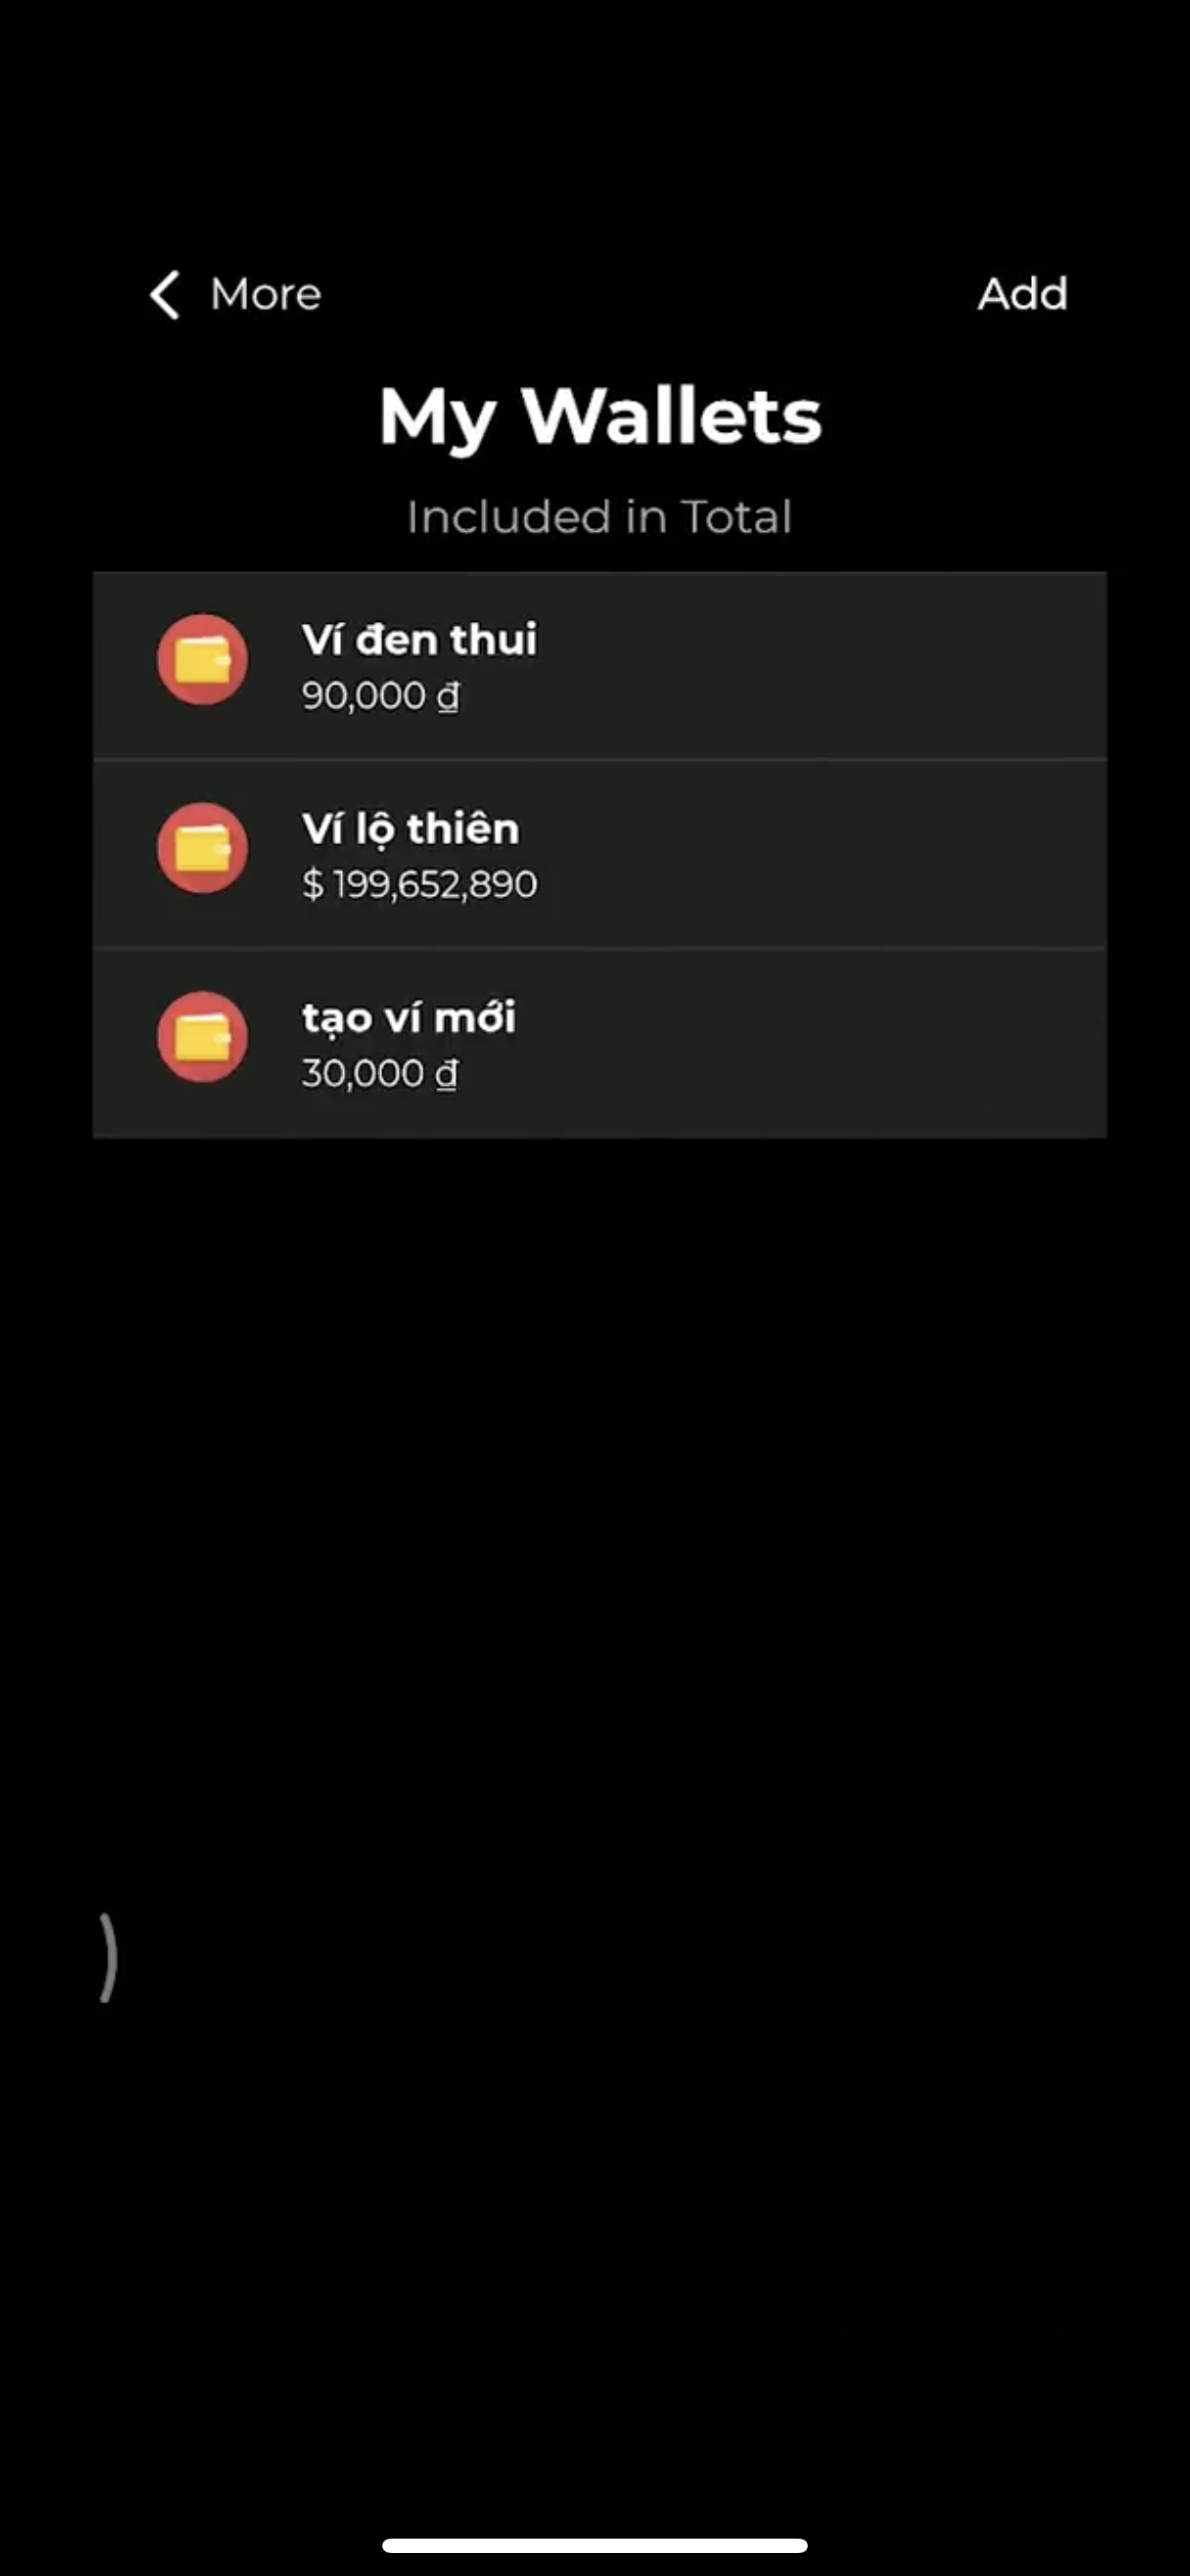 More
Add
My Wallets
Included in Total
Ví đen thui
90,000 ₫
Ví lộ thiên
$ 199,652,890
tạo ví mới
30,000 ₫